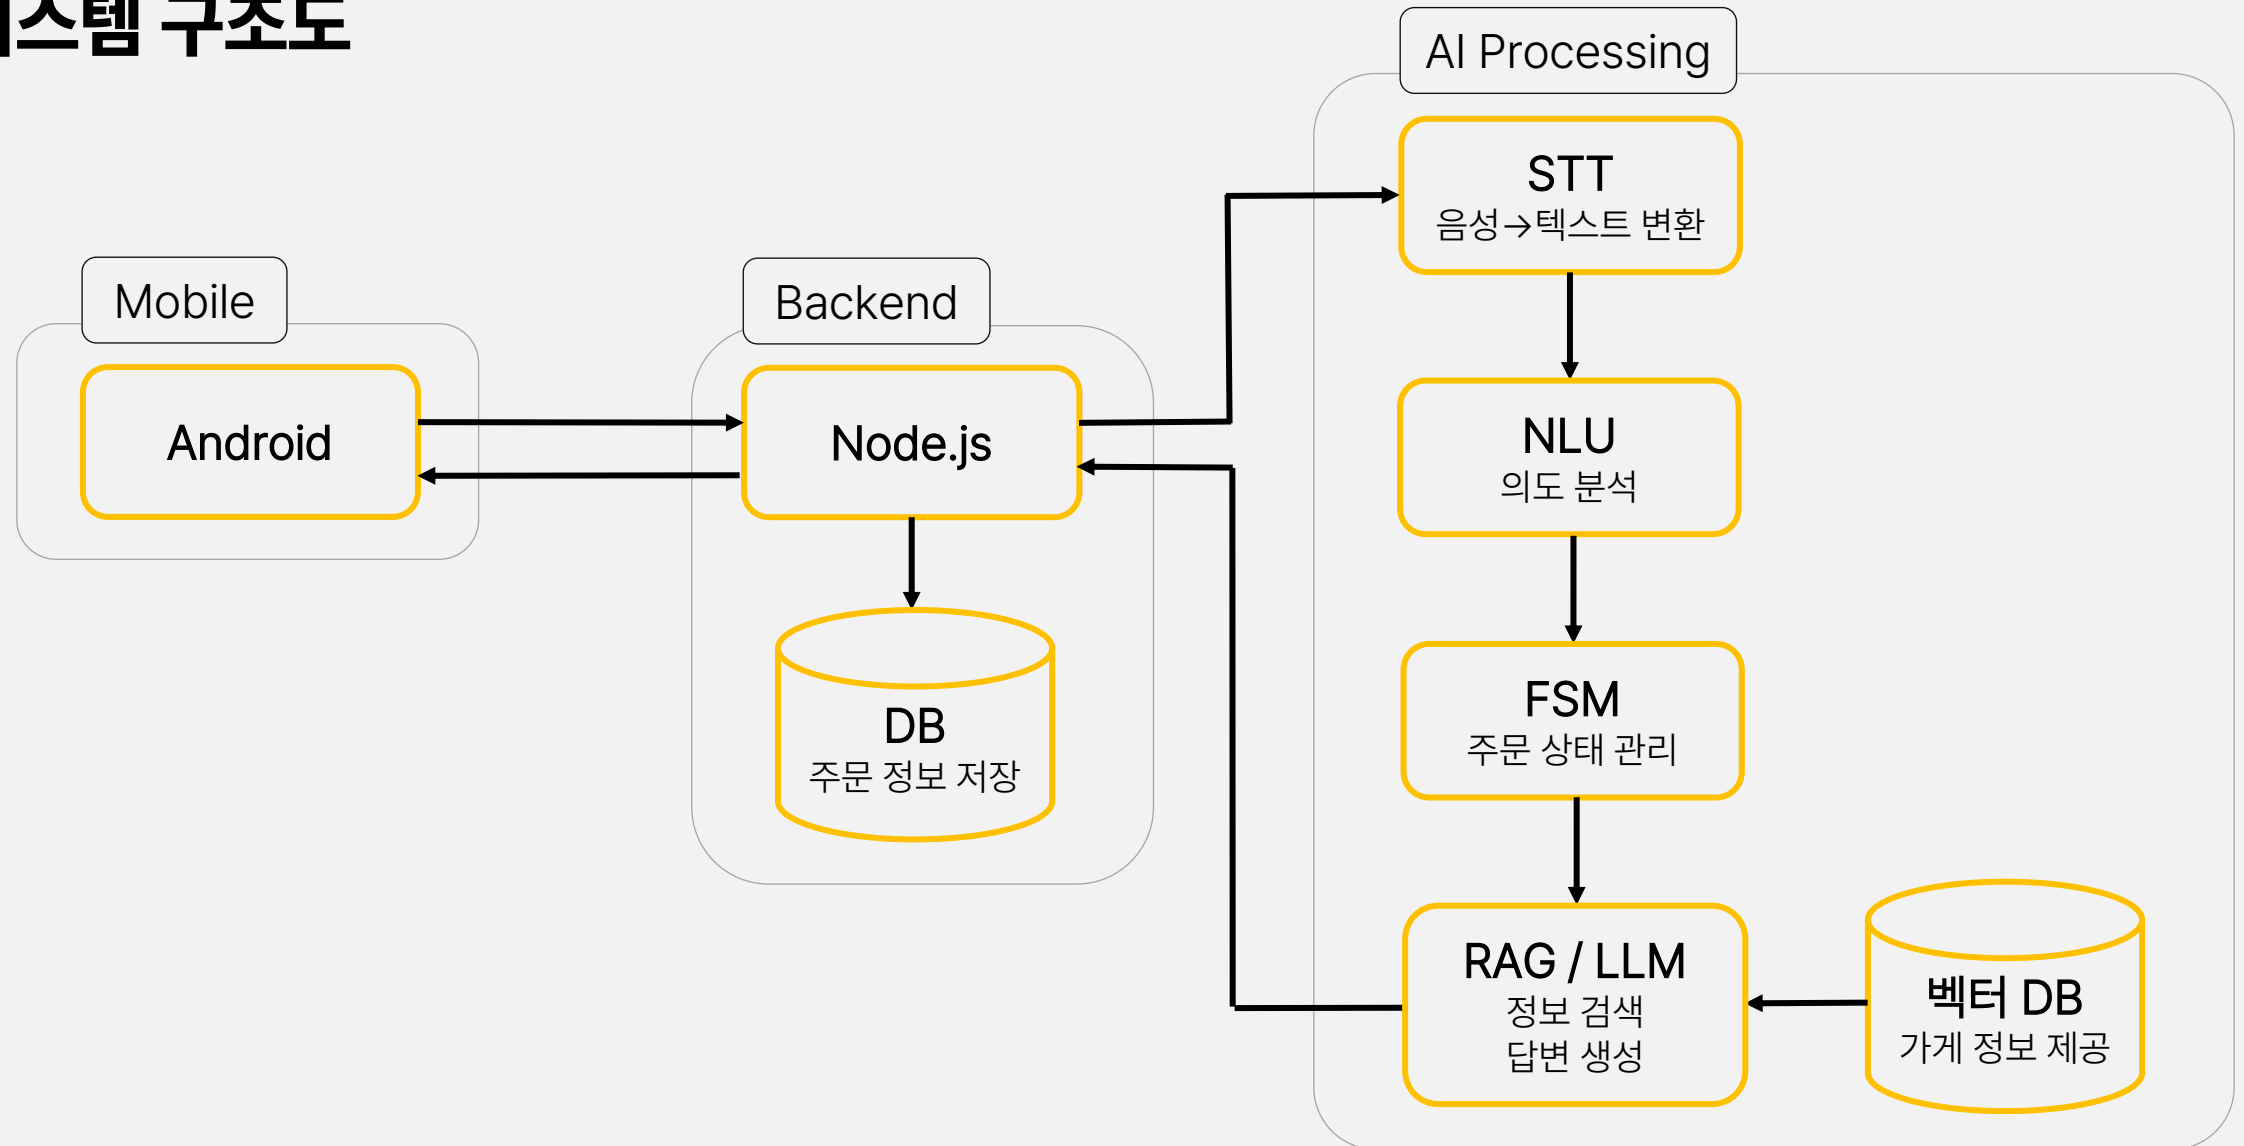 스템 구조도
AI Processing
STT
음성→텍스트 변환
Mobile
Backend
Android
Node.js
NLU
의도 분석
DB
주문 정보 저장
FSM
주문 상태 관리
RAG / LLM
정보 검색
답변 생성
벡터 DB
가게 정보 제공